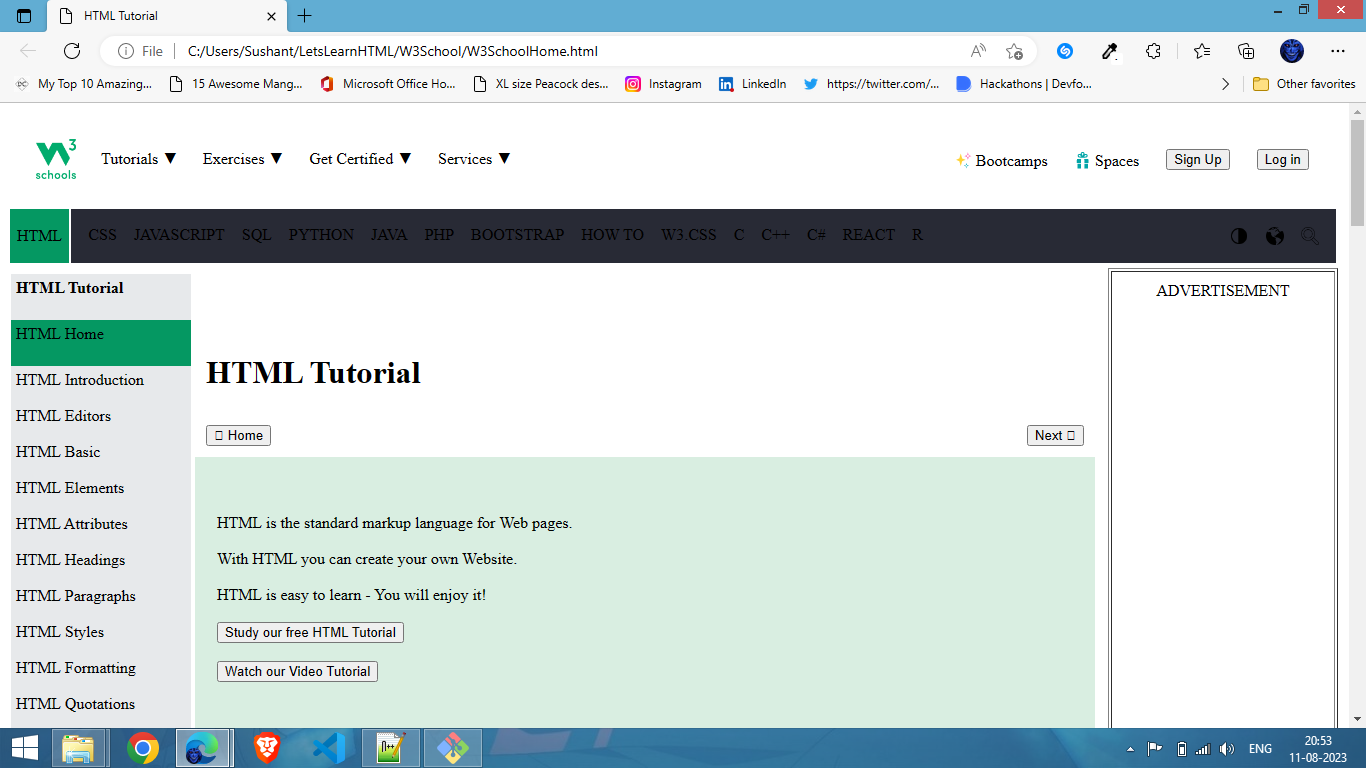 HTML Tutorial
File
C:/Users/Sushant/LetsLearnHTML/W3School/W3SchoolHome.html
My Top 10 Amazing... 15 Awesome Mang... Microsoft Office Ho... XL size Peacock des... Instagram LinkedIn https://twitter.com/... Hackathons | Devfo... Other favorites
W3 schools Tutorials ▼ Exercises ▼ Get Certified ▼ Services ▼ Bootcamps Spaces Sign Up Log in
HTML CSS JAVASCRIPT SQL PYTHON JAVA PHP BOOTSTRAP HOW TO W3.CSS C C++ C# REACT R
HTML Tutorial
HTML Home
HTML Introduction
HTML Editors
HTML Basic
HTML Elements
HTML Attributes
HTML Headings
HTML Paragraphs
HTML Styles
HTML Formatting
HTML Quotations
HTML Tutorial
Home Next
HTML is the standard markup language for Web pages.
With HTML you can create your own Website.
HTML is easy to learn - You will enjoy it!
Study our free HTML Tutorial
Watch our Video Tutorial
ADVERTISEMENT
ENG
20:53
11-08-2023